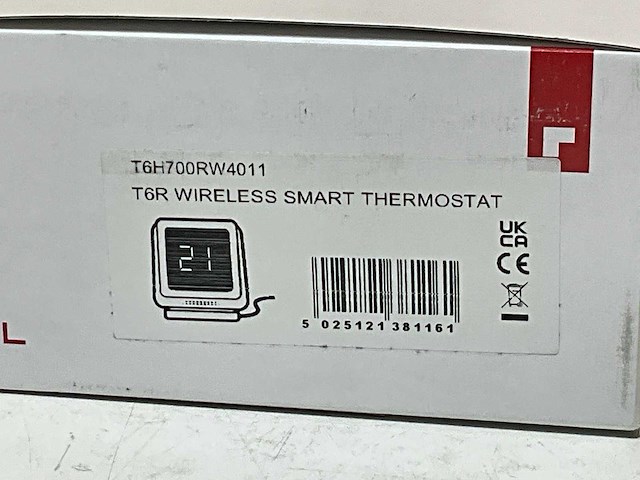 T6H700RW4011
T6R WIRELESS SMART THERMOSTAT
21
UK
CA
CE
5 025121 381161
L